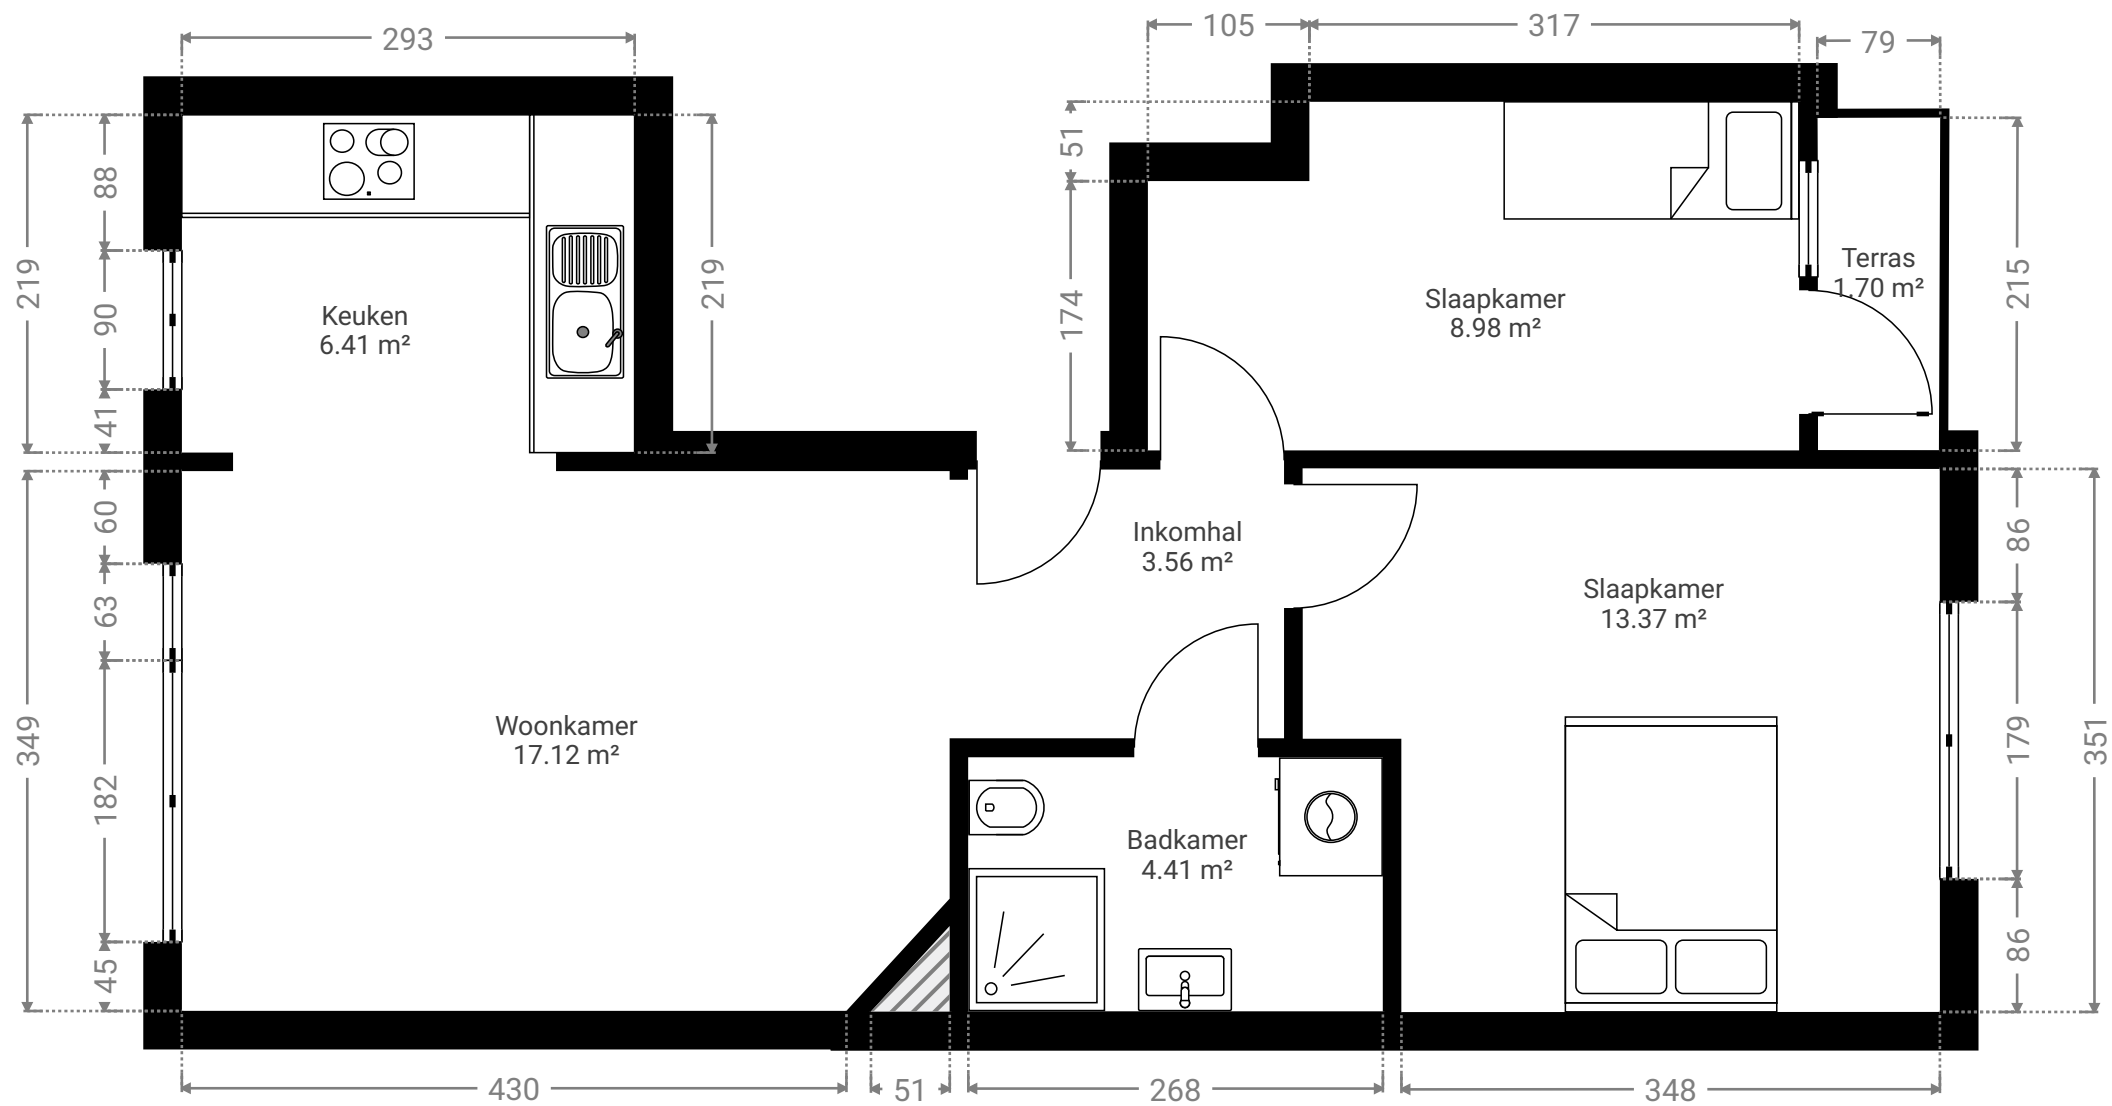 105
317
293
79
51
88
219
Keuken
6.41 m²
90
219
41
174
Slaapkamer
8.98 m²
Terras
1.70 m²
215
60
63
349
182
45
Inkomhal
3.56 m²
Slaapkamer
13.37 m²
86
179
351
86
Woonkamer
17.12 m²
Badkamer
4.41 m²
430
51
268
348